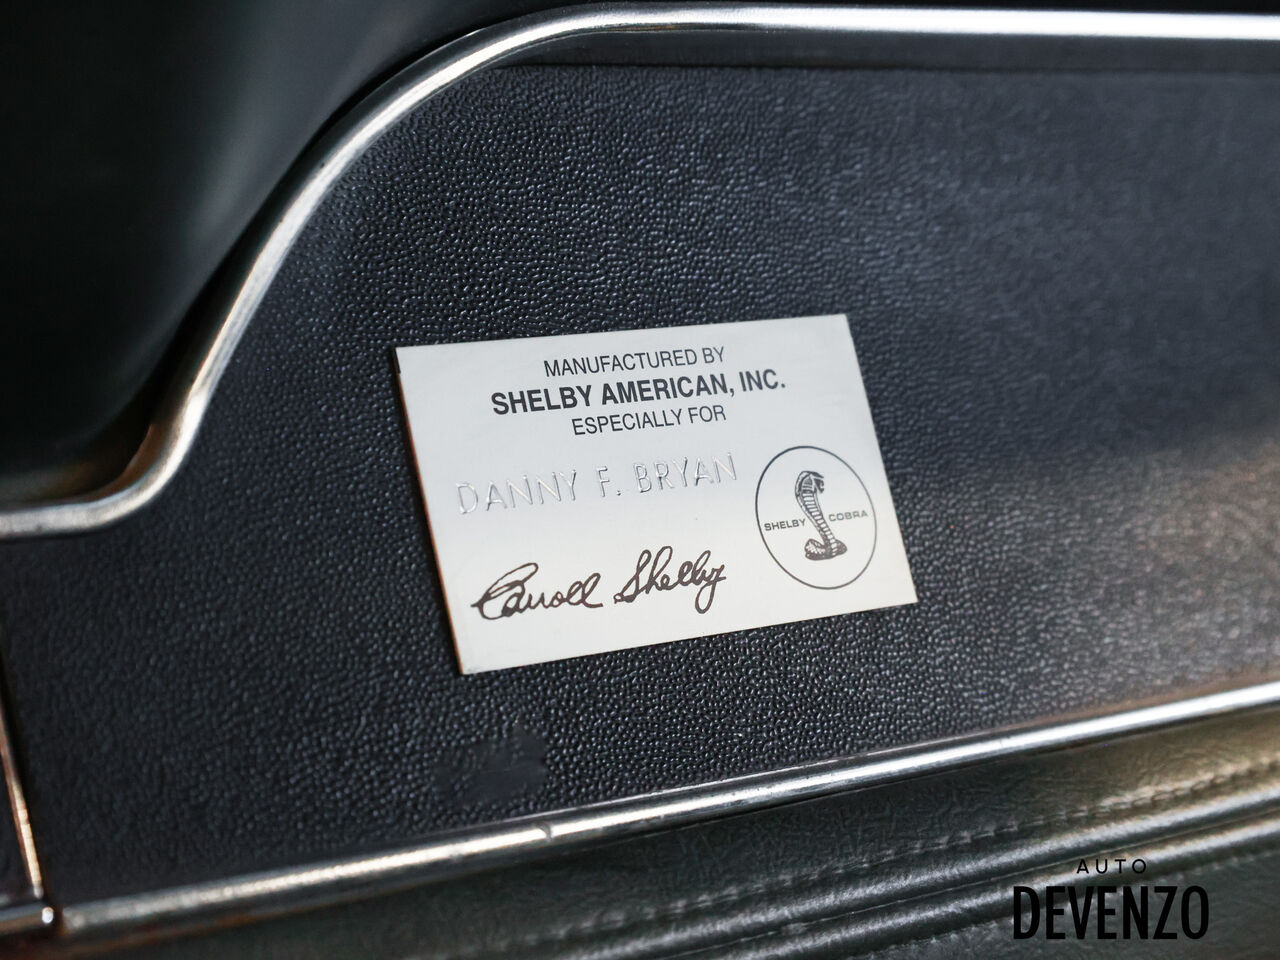 MANUFACTURED BY
SHELBY AMERICAN, INC.
ESPECIALLY FOR
DANNY F. BRYAN
SHELBY COBRA
Carroll Shelby
AUTO
DEVENZO